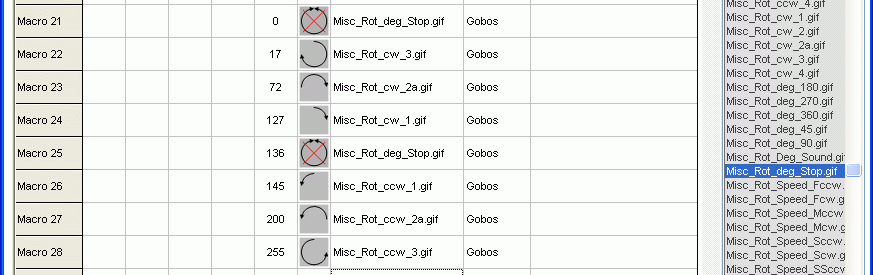 Macro 21 0 Misc_Rot_deg_Stop.gif Gobos
Macro 22 17 Misc_Rot_cw_3.gif Gobos
Macro 23 72 Misc_Rot_cw_2a.gif Gobos
Macro 24 127 Misc_Rot_cw_1.gif Gobos
Macro 25 136 Misc_Rot_deg_Stop.gif Gobos
Macro 26 145 Misc_Rot_ccw_1.gif Gobos
Macro 27 200 Misc_Rot_ccw_2a.gif Gobos
Macro 28 255 Misc_Rot_ccw_3.gif Gobos
Misc_Rot_ccw_4.gif
Misc_Rot_cw_1.gif
Misc_Rot_cw_2.gif
Misc_Rot_cw_2a.gif
Misc_Rot_cw_3.gif
Misc_Rot_cw_4.gif
Misc_Rot_deg_180.gif
Misc_Rot_deg_270.gif
Misc_Rot_deg_360.gif
Misc_Rot_deg_45.gif
Misc_Rot_deg_90.gif
Misc_Rot_Deg_Sound.gif
Misc_Rot_deg_Stop.gif
Misc_Rot_Speed_Fccw.
Misc_Rot_Speed_Fcw.g
Misc_Rot_Speed_Mccw
Misc_Rot_Speed_Mcw.g
Misc_Rot_Speed_Sccw.
Misc_Rot_Speed_Scw.g
Misc_Rot_Speed_SSccv